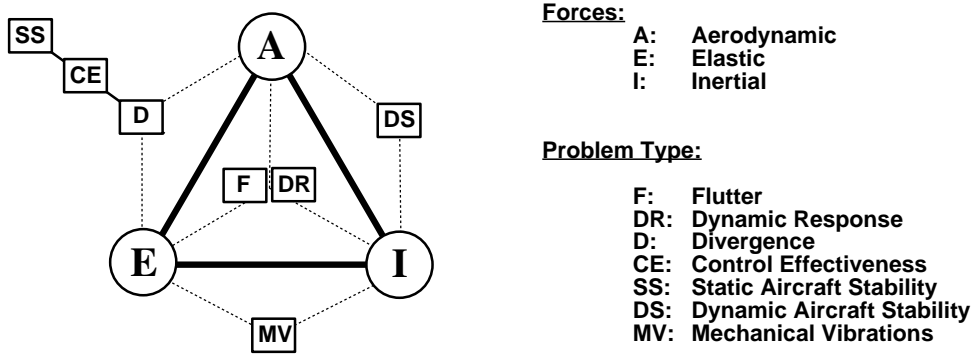 SS
CE
D
A
DS
F
DR
E
I
MV
Forces:
A: Aerodynamic
E: Elastic
I: Inertial
Problem Type:
F: Flutter
DR: Dynamic Response
D: Divergence
CE: Control Effectiveness
SS: Static Aircraft Stability
DS: Dynamic Aircraft Stability
MV: Mechanical Vibrations